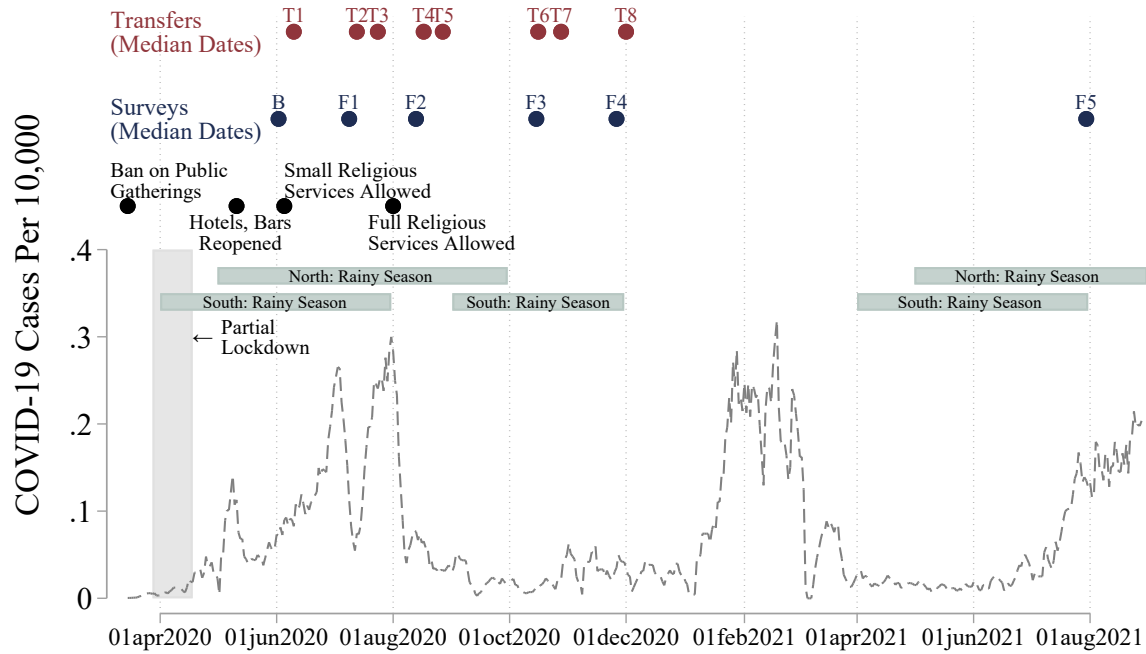 Transfers
(Median Dates)
T1 T2 T3 T4 T5 T6 T7 T8
Surveys
(Median Dates)
B F1 F2 F3 F4 F5
Ban on Public
Gatherings
Small Religious
Services Allowed
Hotels, Bars
Reopened
Full Religious
Services Allowed
COVID-19 Cases Per 10,000
.4
North: Rainy Season North: Rainy Season
South: Rainy Season South: Rainy Season South: Rainy Season
.3
← Partial
Lockdown
.2
.1
0
01apr2020 01jun2020 01aug2020 01oct2020 01dec2020 01feb2021 01apr2021 01jun2021 01aug2021